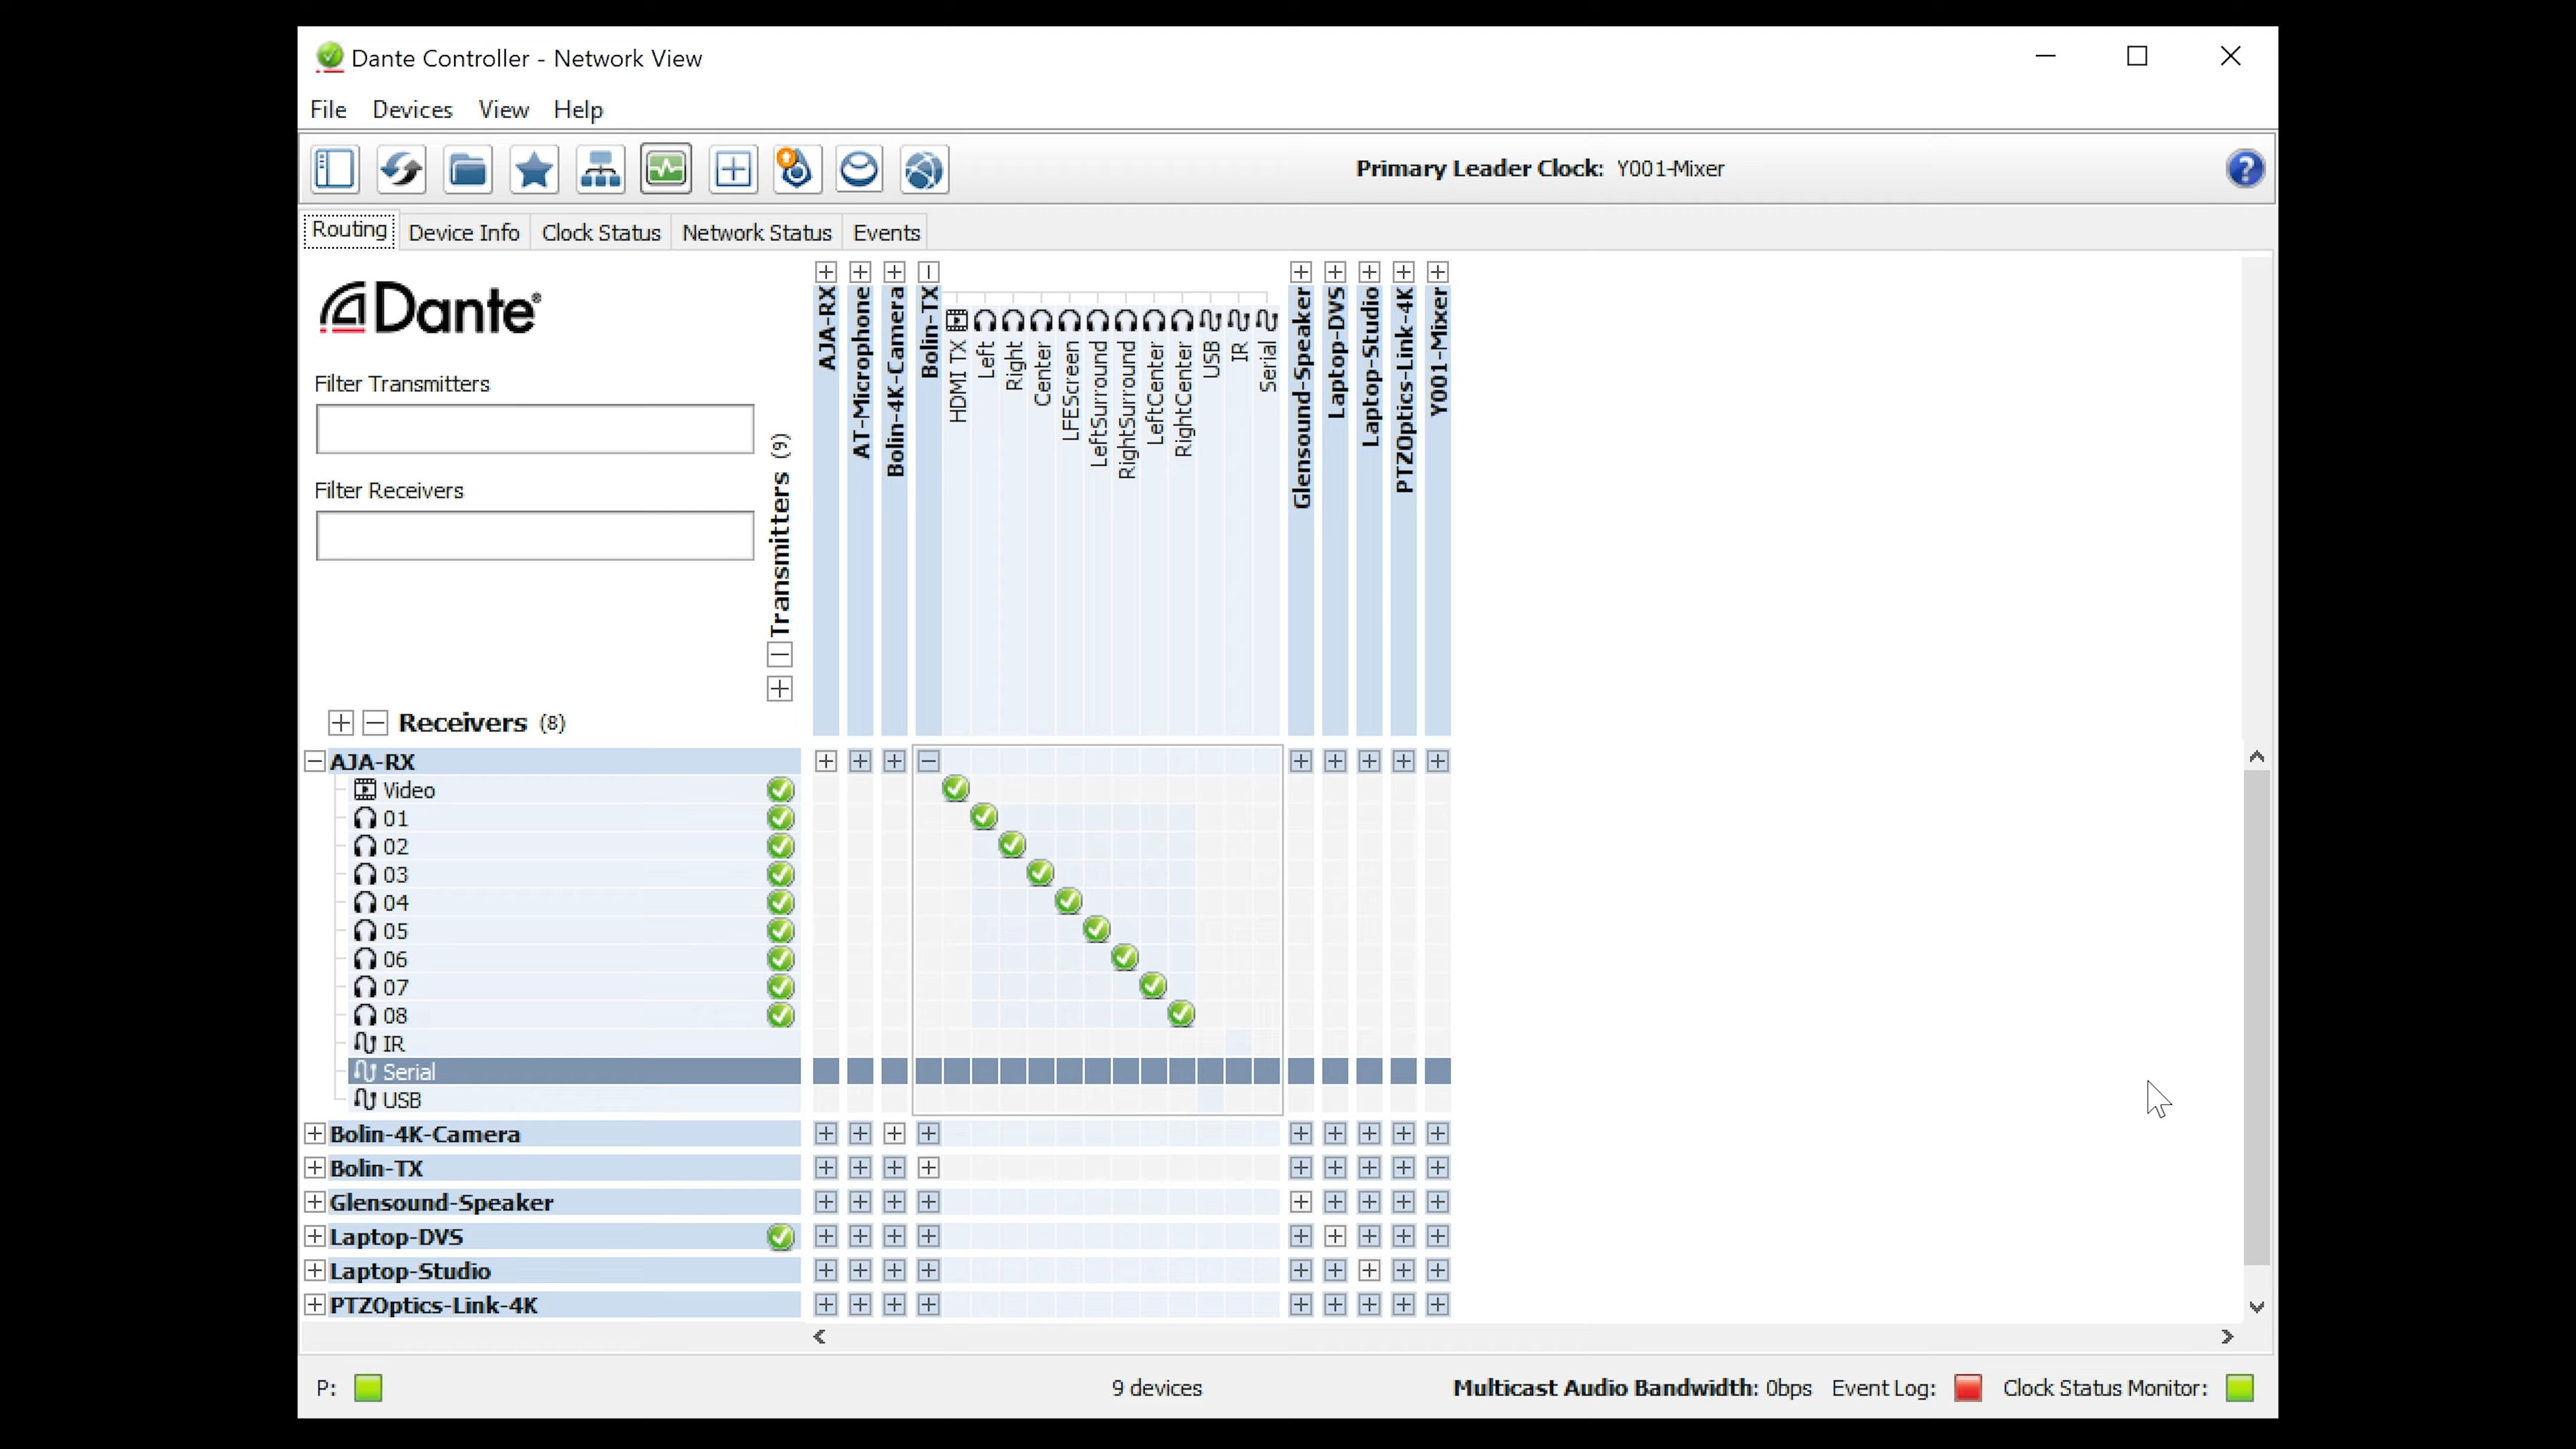 Dante Controller - Network View
File Devices View Help
Primary Leader Clock: Y001-Mixer
?
Routing Device Info Clock Status Network Status Events
Dante®
Filter Transmitters
Filter Receivers
Transmitters (9)
AJA-RX
AT-Microphone
Bolin-4K-Camera
Bolin-TX
HDMI TX
Left
Right
Center
LFEScreen
LeftSurround
RightSurround
LeftCenter
RightCenter
USB
IR
Serial
Glensound-Speaker
Laptop-DVS
Laptop-Studio
PTZOptics-Link-4K
Y001-Mixer
Receivers (8)
AJA-RX
Video
01
02
03
04
05
06
07
08
IR
Serial
USB
Bolin-4K-Camera
Bolin-TX
Glensound-Speaker
Laptop-DVS
Laptop-Studio
PTZOptics-Link-4K
P: 9 devices Multicast Audio Bandwidth: 0bps Event Log: Clock Status Monitor: